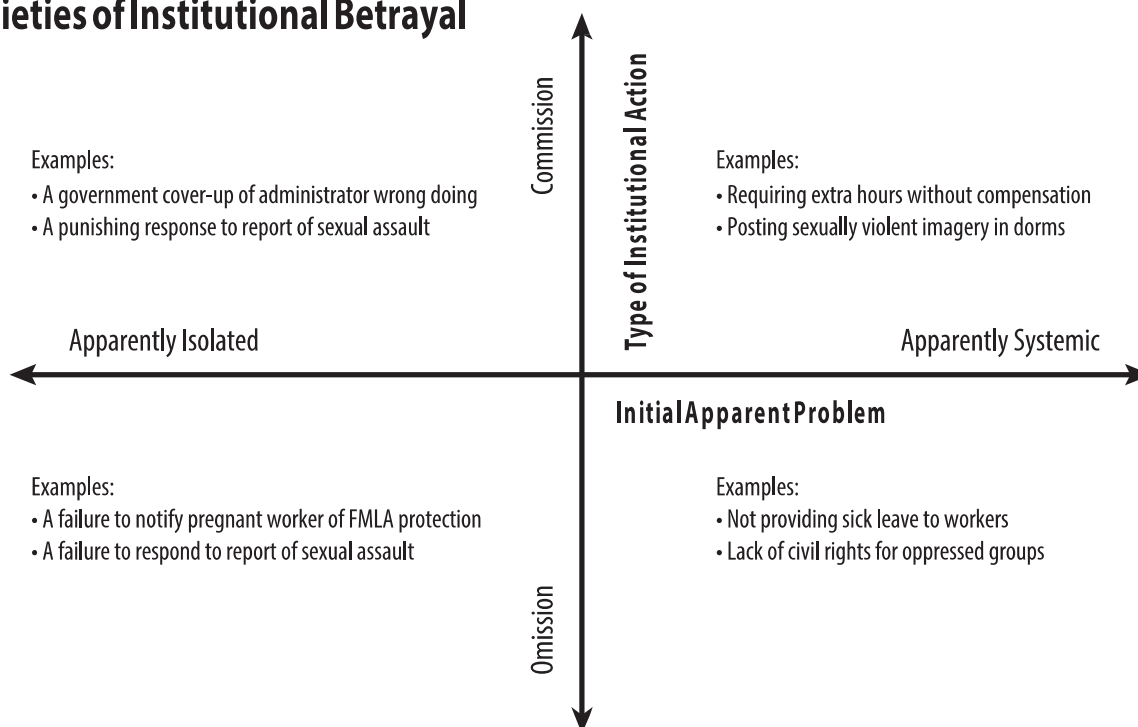 ieties of Institutional Betrayal
Commission
Type of Institutional Action
Examples:
• A government cover-up of administrator wrong doing
• A punishing response to report of sexual assault
Examples:
• Requiring extra hours without compensation
• Posting sexually violent imagery in dorms
Apparently Isolated
Apparently Systemic
Initial Apparent Problem
Examples:
• A failure to notify pregnant worker of FMLA protection
• A failure to respond to report of sexual assault
Examples:
• Not providing sick leave to workers
• Lack of civil rights for oppressed groups
Omission